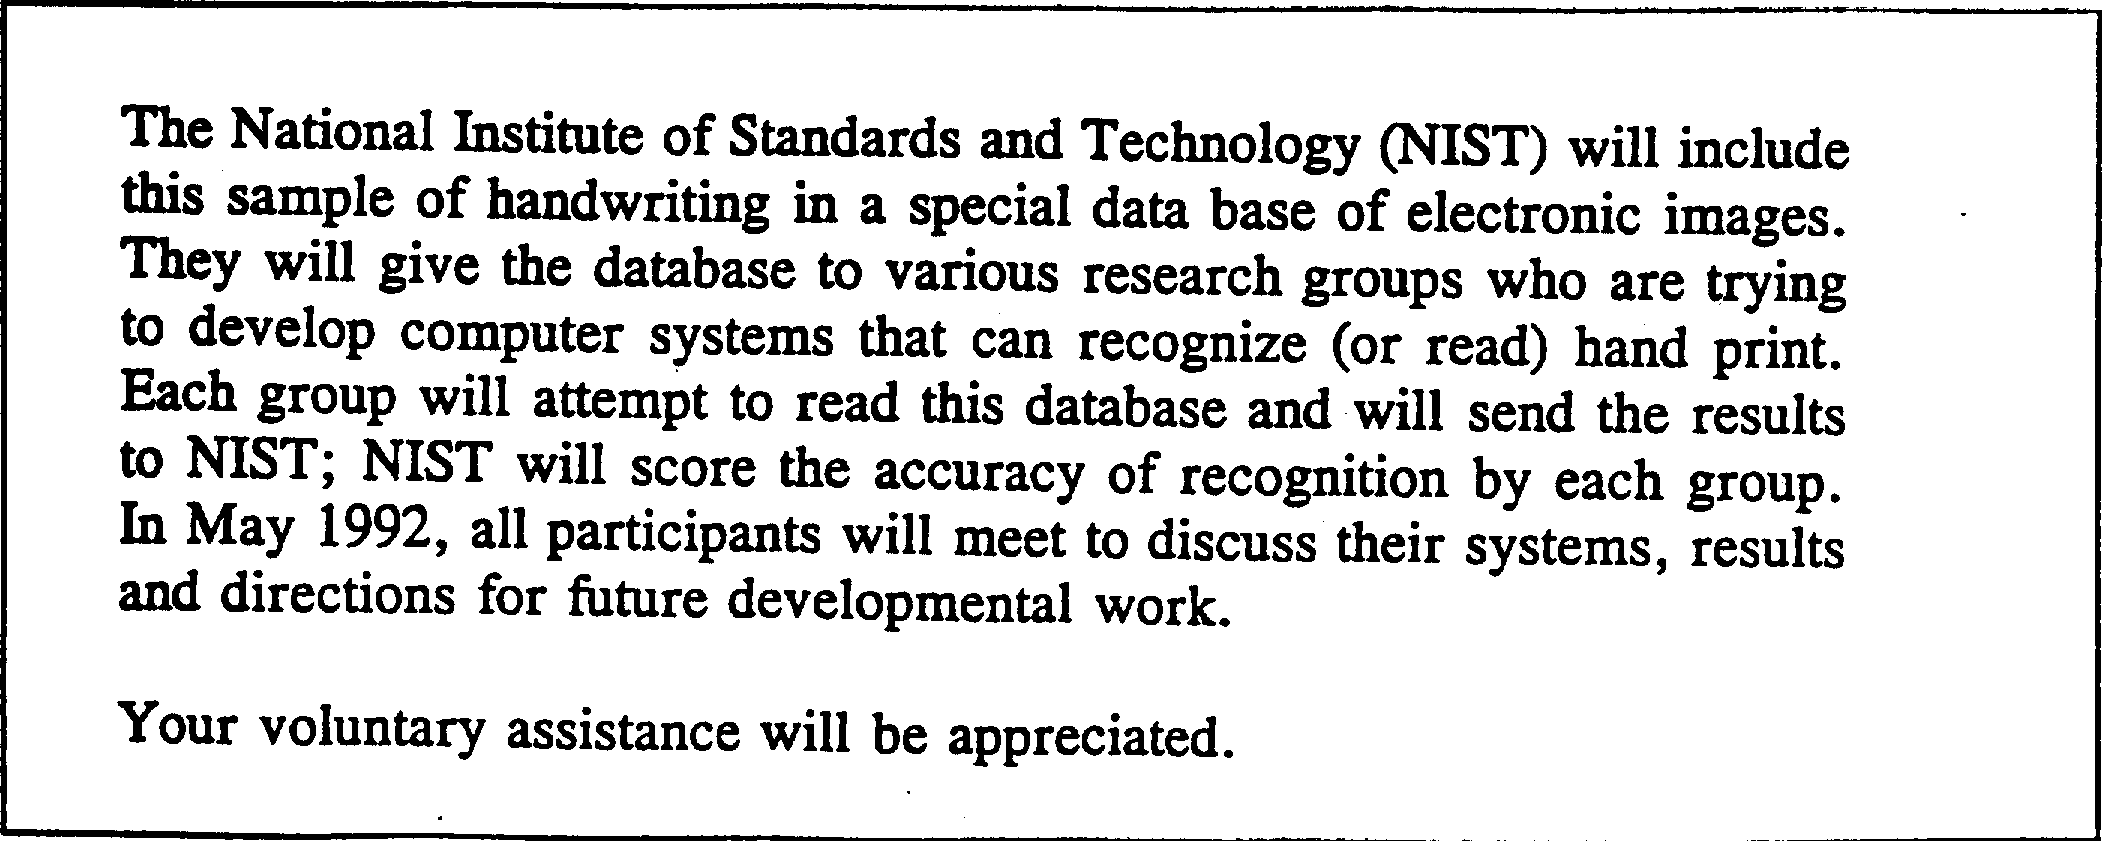 The National Institute of Standards and Technology (NIST) will include
this sample of handwriting in a special data base of electronic images.
They will give the database to various research groups who are trying
to develop computer systems that can recognize (or read) hand print.
Each group will attempt to read this database and will send the results
to NIST; NIST will score the accuracy of recognition by each group.
In May 1992, all participants will meet to discuss their systems, results
and directions for future developmental work.
Your voluntary assistance will be appreciated.